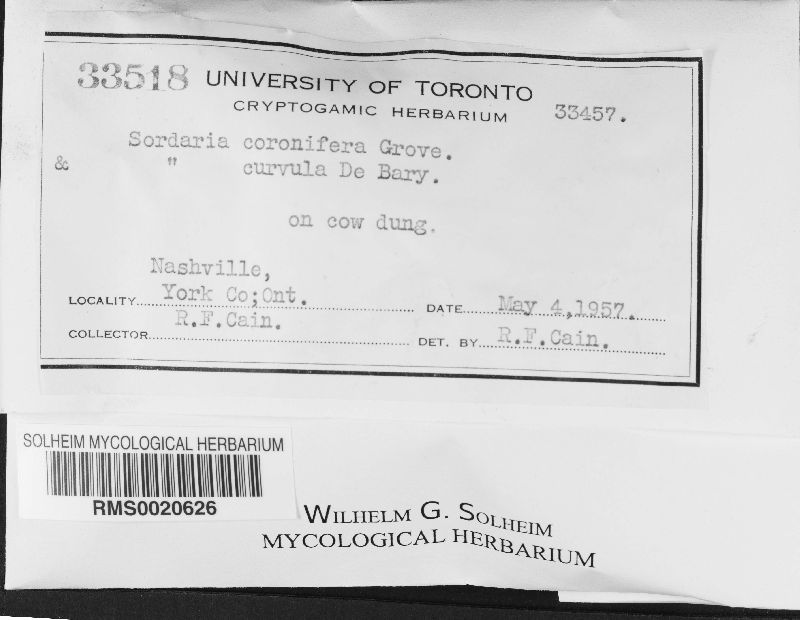 33518 UNIVERSITY OF TORONTO
CRYPTOGAMIC HERBARIUM 33457.
Sordaria coronifera Grove.
& " curvula De Bary.
on cow dung.
Nashville,
LOCALITY York Co;Ont. DATE May 4,1957.
COLLECTOR R.F.Cain. DET. BY R.F.Cain.
SOLHEIM MYCOLOGICAL HERBARIUM
RMS0020626
WILHELM G. SOLHEIM
MYCOLOGICAL HERBARIUM